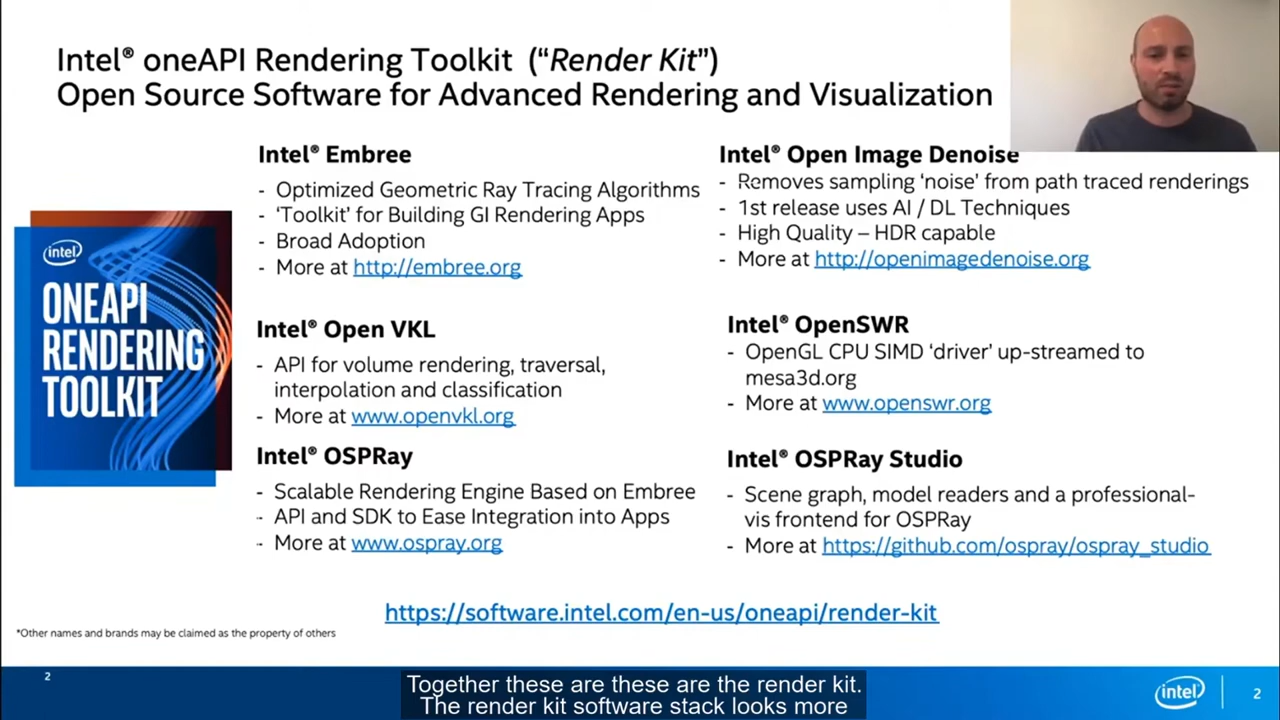 Intel® oneAPI Rendering Toolkit (“Render Kit”)
Open Source Software for Advanced Rendering and Visualization
intel
ONEAPI
RENDERING
TOOLKIT
Intel® Embree
- Optimized Geometric Ray Tracing Algorithms
- ‘Toolkit’ for Building GI Rendering Apps
- Broad Adoption
- More at http://embree.org
Intel® Open VKL
- API for volume rendering, traversal,
interpolation and classification
- More at www.openvkl.org
Intel® OSPRay
- Scalable Rendering Engine Based on Embree
- API and SDK to Ease Integration into Apps
- More at www.ospray.org
Intel® Open Image Denoise
- Removes sampling ‘noise’ from path traced renderings
- 1st release uses AI / DL Techniques
- High Quality – HDR capable
- More at http://openimagedenoise.org
Intel® OpenSWR
- OpenGL CPU SIMD ‘driver’ up-streamed to
mesa3d.org
- More at www.openswr.org
Intel® OSPRay Studio
- Scene graph, model readers and a professional-
vis frontend for OSPRay
- More at https://github.com/ospray/ospray_studio
https://software.intel.com/en-us/oneapi/render-kit
*Other names and brands may be claimed as the property of others
2
Together these are these are the render kit.
The render kit software stack looks more
intel
2